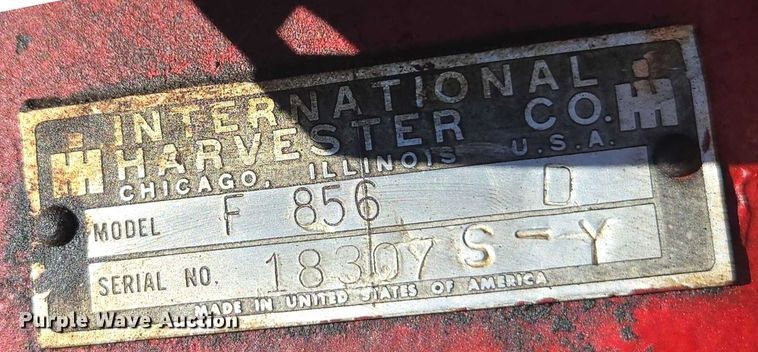 INTERNATIONAL
HARVESTER CO.
CHICAGO, ILLINOIS U.S.A.
MODEL F 856 D
SERIAL NO. 18307 S-Y
MADE IN UNITED STATES OF AMERICA
Purple Wave Auction